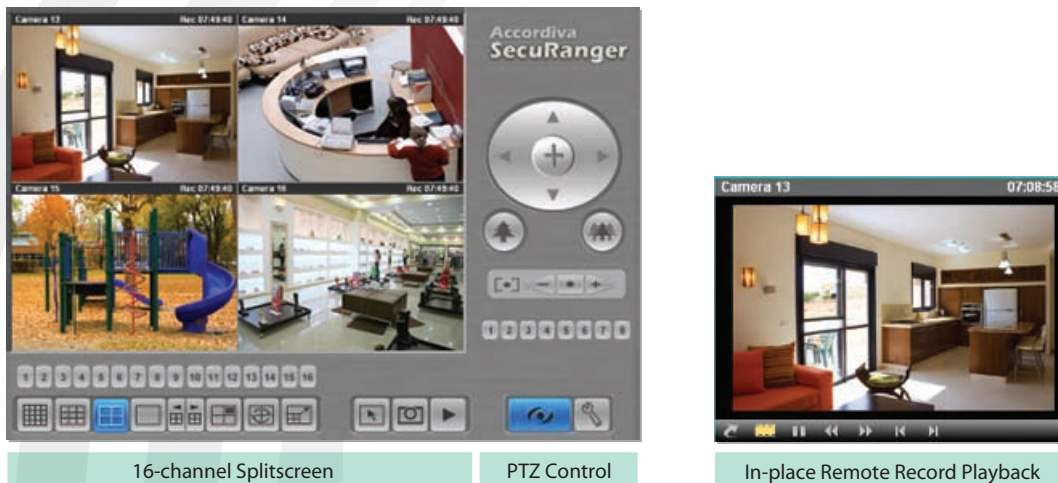 Camera 13 Rec 07:49:40 Camera 14 Rec 07:49:40
Accordiva
SecuRanger
Camera 15 Rec 07:49:40 Camera 16 Rec 07:49:40
Camera 13 07:08:58
1 2 3 4 5 6 7 8
1 2 3 4 5 6 7 8 9 10 11 12 13 14 15 16
16-channel Splitscreen
PTZ Control
In-place Remote Record Playback